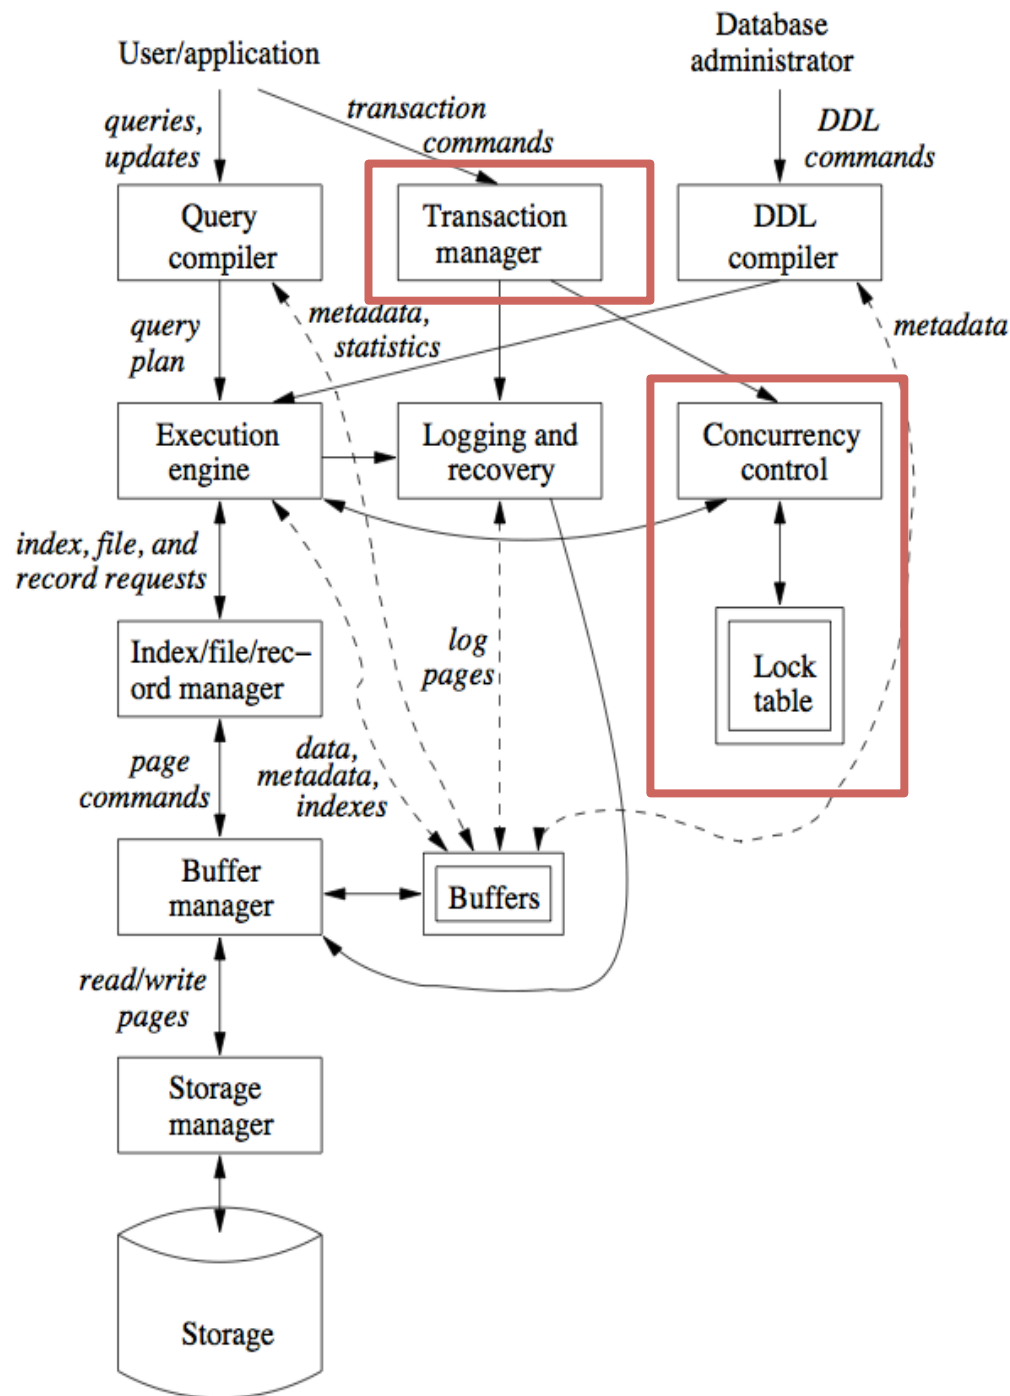 User/application
Database
administrator
queries,
updates
transaction
commands
DDL
commands
Query
compiler
Transaction
manager
DDL
compiler
query
plan
metadata,
statistics
metadata
Execution
engine
Logging and
recovery
Concurrency
control
index, file, and
record requests
Index/file/rec–
ord manager
log
pages
Lock
table
page
commands
data,
metadata,
indexes
Buffer
manager
Buffers
read/write
pages
Storage
manager
Storage